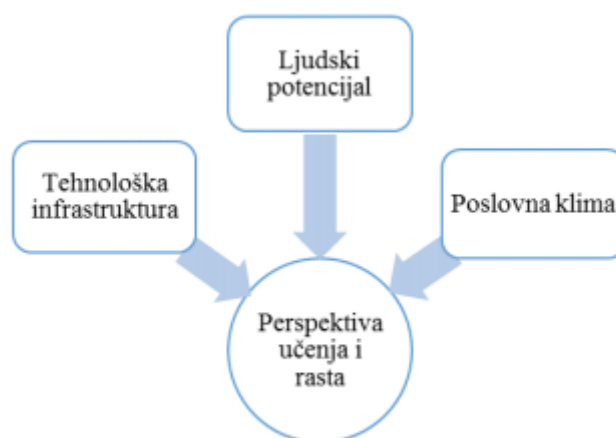 Ljudski
potencijal
Tehnološka
infrastruktura
Poslovna klima
Perspektiva
učenja i
rasta